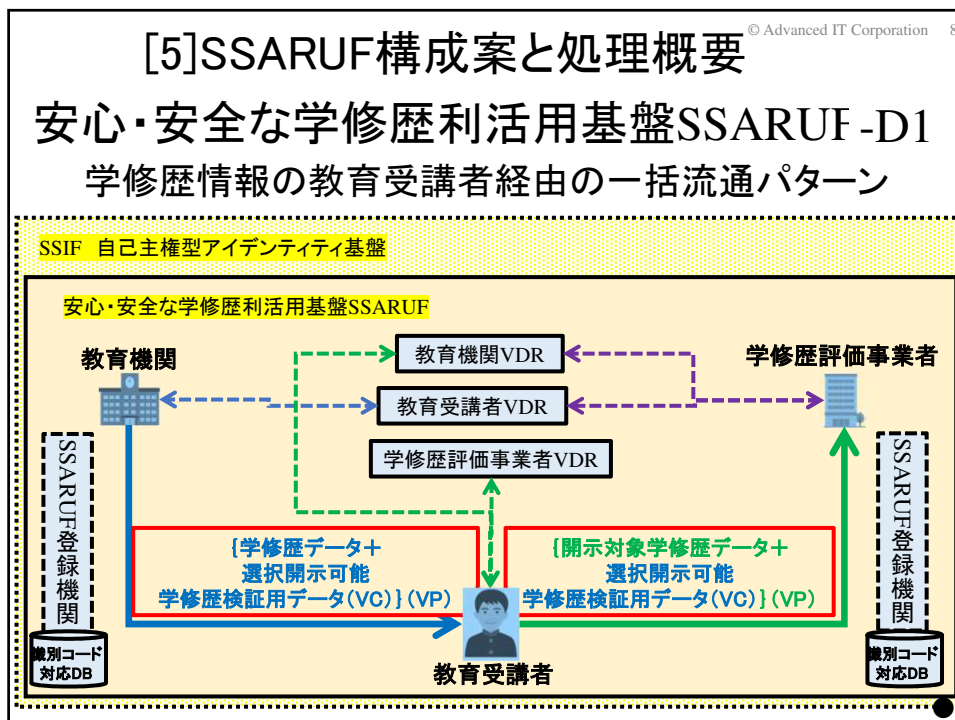 © Advanced IT Corporation 8
[5]SSARUF構成案と処理概要
安心・安全な学修歴利活用基盤SSARUF-D1
学修歴情報の教育受講者経由の一括流通パターン
SSIF 自己主権型アイデンティティ基盤
安心・安全な学修歴利活用基盤SSARUF
教育機関
教育機関VDR
学修歴評価事業者
教育受講者VDR
学修歴評価事業者VDR
SSARUF登録機関
SSARUF登録機関
{学修歴データ+
選択開示可能
学修歴検証用データ(VC)}(VP)
{開示対象学修歴データ+
選択開示可能
学修歴検証用データ(VC)}(VP)
識別コード
対応DB
教育受講者
識別コード
対応DB